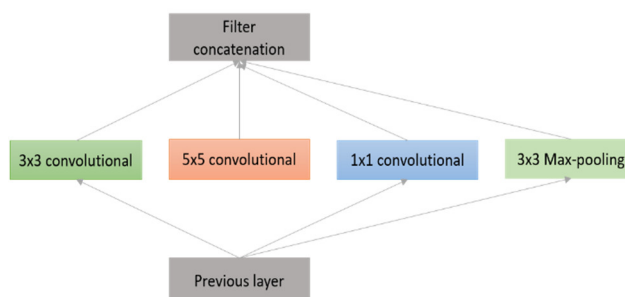 Filter
concatenation
3x3 convolutional
5x5 convolutional
1x1 convolutional
3x3 Max-pooling
Previous layer